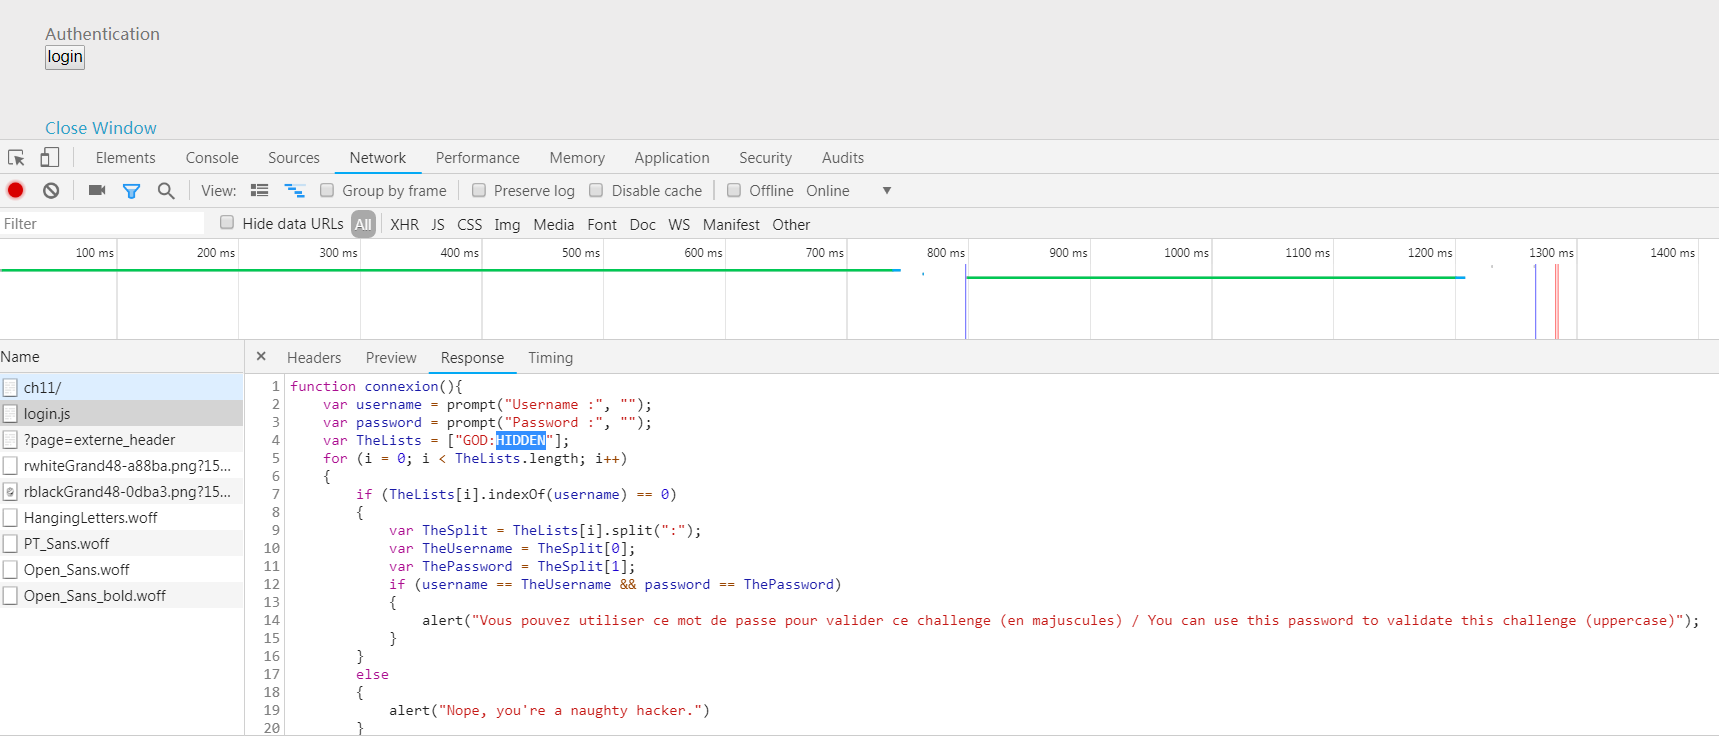 Authentication
login
Close Window
Elements Console Sources Network Performance Memory Application Security Audits
View: Group by frame Preserve log Disable cache Offline Online ▼
Filter Hide data URLs All XHR JS CSS Img Media Font Doc WS Manifest Other
100 ms 200 ms 300 ms 400 ms 500 ms 600 ms 700 ms 800 ms 900 ms 1000 ms 1100 ms 1200 ms 1300 ms 1400 ms
Name
× Headers Preview Response Timing
ch11/
login.js
?page=externe_header
rwhiteGrand48-a88ba.png?15...
rblackGrand48-0dba3.png?15...
HangingLetters.woff
PT_Sans.woff
Open_Sans.woff
Open_Sans_bold.woff
1 function connexion(){
2     var username = prompt("Username :", "");
3     var password = prompt("Password :", "");
4     var TheLists = ["GOD:HIDDEN"];
5     for (i = 0; i < TheLists.length; i++)
6     {
7         if (TheLists[i].indexOf(username) == 0)
8         {
9             var TheSplit = TheLists[i].split(":");
10             var TheUsername = TheSplit[0];
11             var ThePassword = TheSplit[1];
12             if (username == TheUsername && password == ThePassword)
13             {
14                 alert("Vous pouvez utiliser ce mot de passe pour valider ce challenge (en majuscules) / You can use this password to validate this challenge (uppercase)");
15             }
16         }
17         else
18         {
19             alert("Nope, you're a naughty hacker.")
20         }